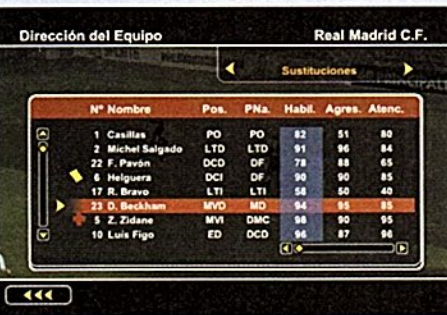 Dirección del Equipo Real Madrid C.F.
Sustituciones
Nº Nombre Pos. PNa. Habil. Agres. Atenc.
1 Casillas PO PO 82 51 80
2 Michel Salgado LTD LTD 91 96 84
22 F. Pavón DCD DF 78 88 65
6 Helguera DCI DF 90 90 85
17 R. Bravo LTI LTI 58 50 40
23 D. Beckham MVD MD 94 95 85
5 Z. Zidane MVI DMC 98 90 95
10 Luis Figo ED DCD 96 87 96